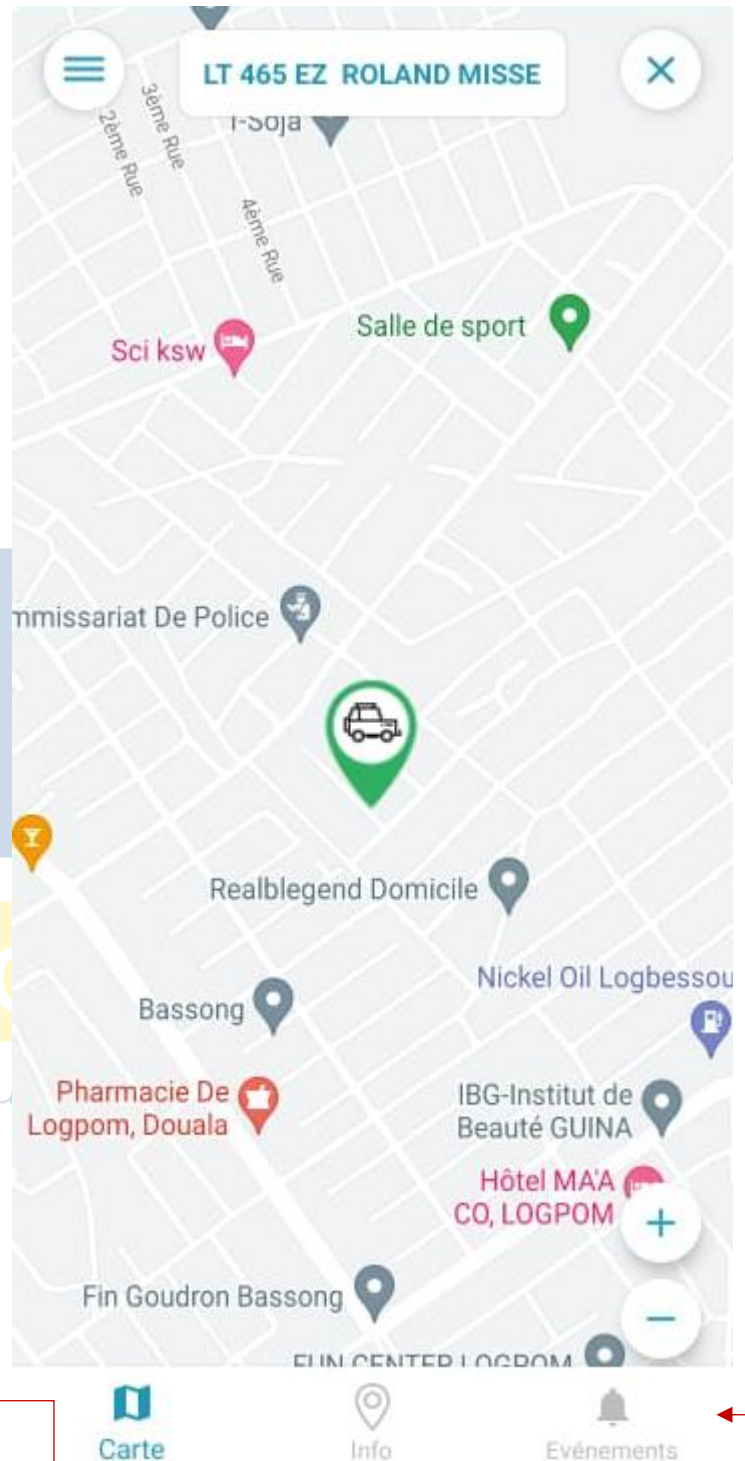 LT 465 EZ ROLAND MISSE
T-Soja
2ème Rue
3ème Rue
4ème Rue
Salle de sport
Sci ksw
mmissariat De Police
Realblegend Domicile
Nickel Oil Logbessou
Bassong
Pharmacie De
Logpom, Douala
IBG-Institut de
Beauté GUINA
Hôtel MA'A
CO, LOGPOM
Fin Goudron Bassong
FUN CENTER LOGPOM
Carte
Info
Evénements